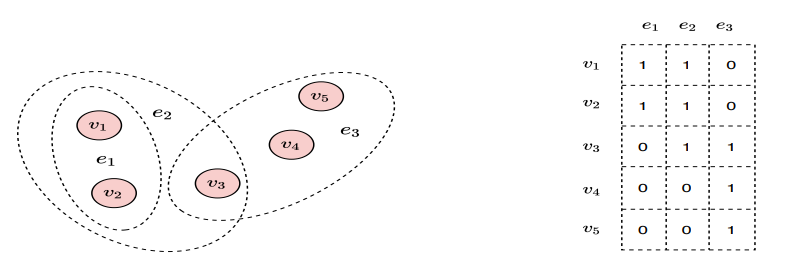 v₅
v₁
e₂
e₃
v₄
e₁
v₃
v₂
e₁ e₂ e₃
v₁ 1 1 0
v₂ 1 1 0
v₃ 0 1 1
v₄ 0 0 1
v₅ 0 0 1